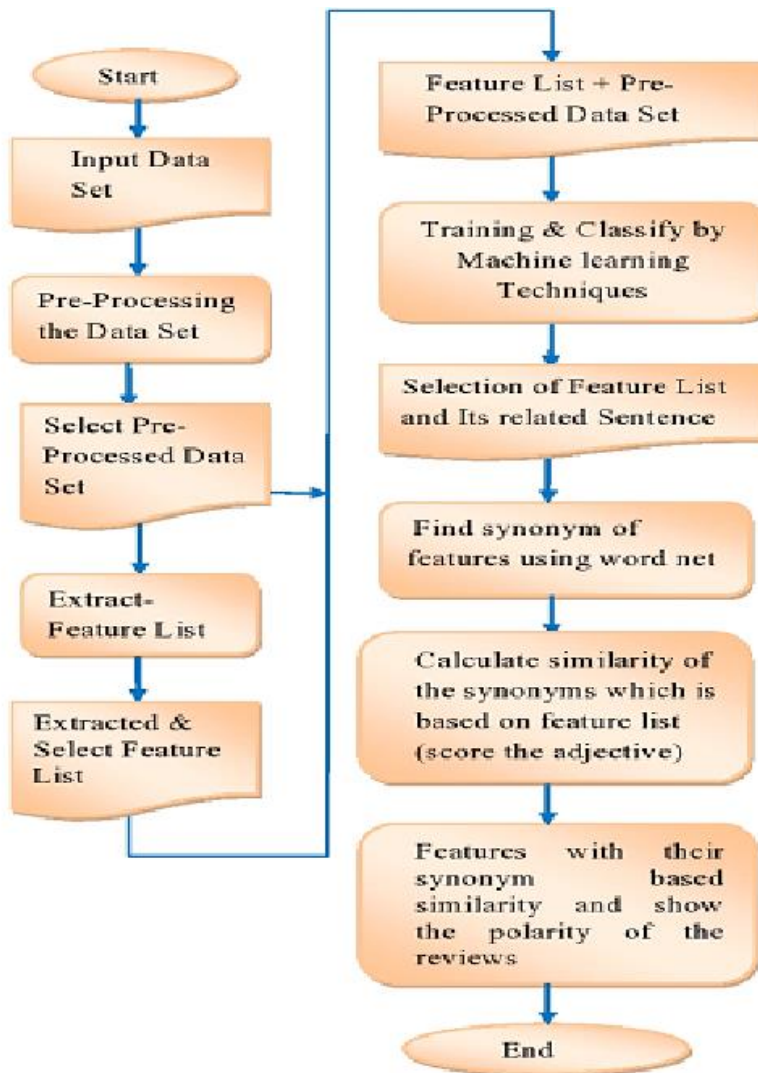 Start
Input Data
Set
Pre-Processing
the Data Set
Select Pre-
Processed Data
Set
Extract-
Feature List
Extracted &
Select Feature
List
Feature List + Pre-
Processed Data Set
Training & Classify by
Machine learning
Techniques
Selection of Feature List
and Its related Sentence
Find synonym of
features using word net
Calculate similarity of
the synonyms which is
based on feature list
(score the adjective)
Features with their
synonym based
similarity and show
the polarity of the
reviews
End